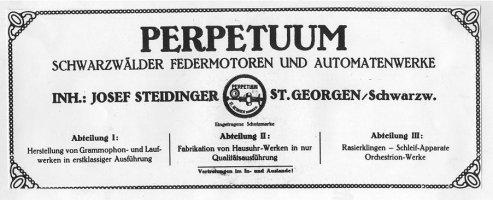 PERPETUUM
SCHWARZWÄLDER FEDERMOTOREN UND AUTOMATENWERKE
INH.: JOSEF STEIDINGER
PERPETUUM
ST. GEORGEN/Schwarzw.
Eingetragene Schutzmarke
Abteilung I:
Herstellung von Grammophon- und Lauf-
werken in erstklassiger Ausführung
Abteilung II:
Fabrikation von Hausuhr-Werken in nur
Qualitätsausführung
Abteilung III:
Rasierklingen – Schleif-Apparate
Orchestrion-Werke
Vertretungen im In- und Auslande!